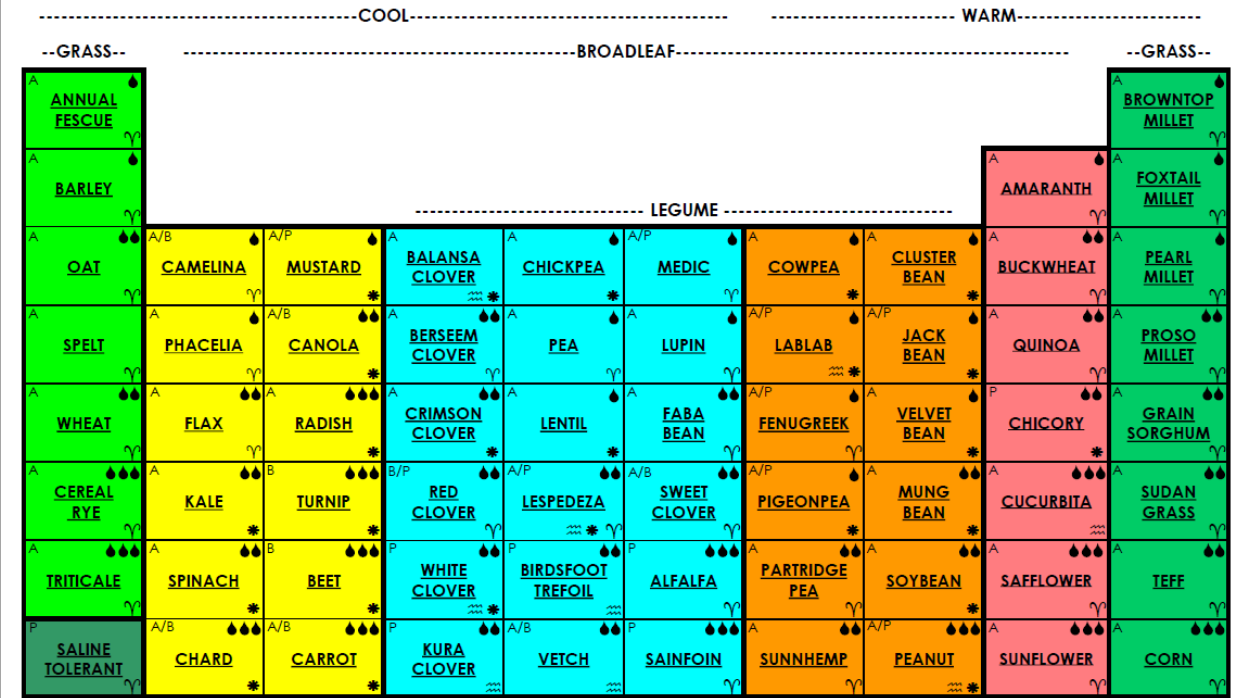 COOL
WARM
--GRASS--
BROADLEAF
--GRASS--
A
ANNUAL
FESCUE
A
BROWNTOP
MILLET
A
BARLEY
LEGUME
A
AMARANTH
A
FOXTAIL
MILLET
A
OAT
A/B
CAMELINA
A/P
MUSTARD
A
BALANSA
CLOVER
A
CHICKPEA
A/P
MEDIC
A
COWPEA
A
CLUSTER
BEAN
A
BUCKWHEAT
A
PEARL
MILLET
A
SPELT
A
PHACELIA
A/B
CANOLA
A
BERSEEM
CLOVER
A
PEA
A
LUPIN
A/P
LABLAB
A/P
JACK
BEAN
A
QUINOA
A
PROSO
MILLET
A
WHEAT
A
FLAX
A
RADISH
A
CRIMSON
CLOVER
A
LENTIL
A
FABA
BEAN
A/P
FENUGREEK
A
VELVET
BEAN
P
CHICORY
A
GRAIN
SORGHUM
A
CEREAL
RYE
A
KALE
B
TURNIP
B/P
RED
CLOVER
A/P
LESPEDEZA
A/B
SWEET
CLOVER
A/P
PIGEONPEA
A
MUNG
BEAN
A
CUCURBITA
A
SUDAN
GRASS
A
TRITICALE
A
SPINACH
B
BEET
P
WHITE
CLOVER
P
BIRDSFOOT
TREFOIL
P
ALFALFA
A
PARTRIDGE
PEA
A
SOYBEAN
A
SAFFLOWER
A
TEFF
P
SALINE
TOLERANT
A/B
CHARD
A/B
CARROT
P
KURA
CLOVER
A/B
VETCH
P
SAINFOIN
A
SUNNHEMP
A/P
PEANUT
A
SUNFLOWER
A
CORN